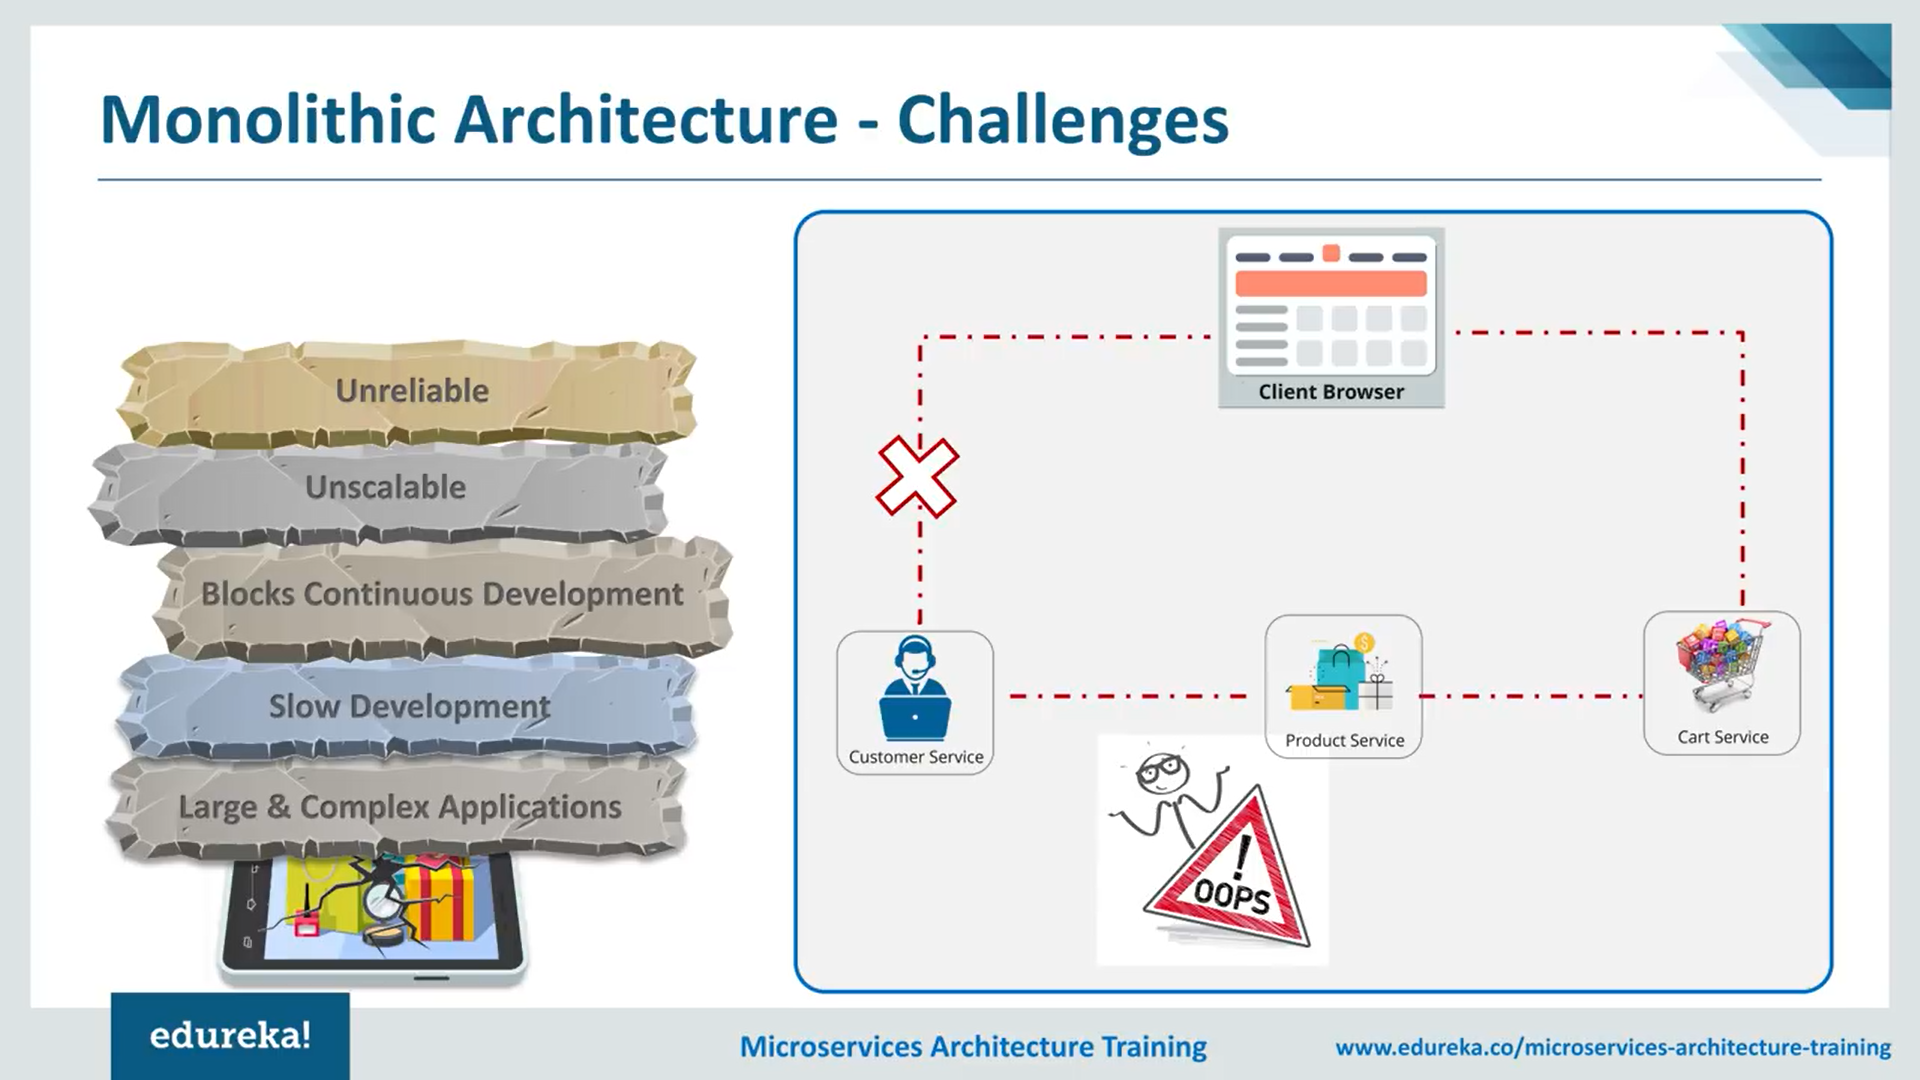 Monolithic Architecture - Challenges
Unreliable
Unscalable
Blocks Continuous Development
Slow Development
Large & Complex Applications
Client Browser
Customer Service
$
Product Service
Cart Service
!
OOPS
edureka!
Microservices Architecture Training
www.edureka.co/microservices-architecture-training